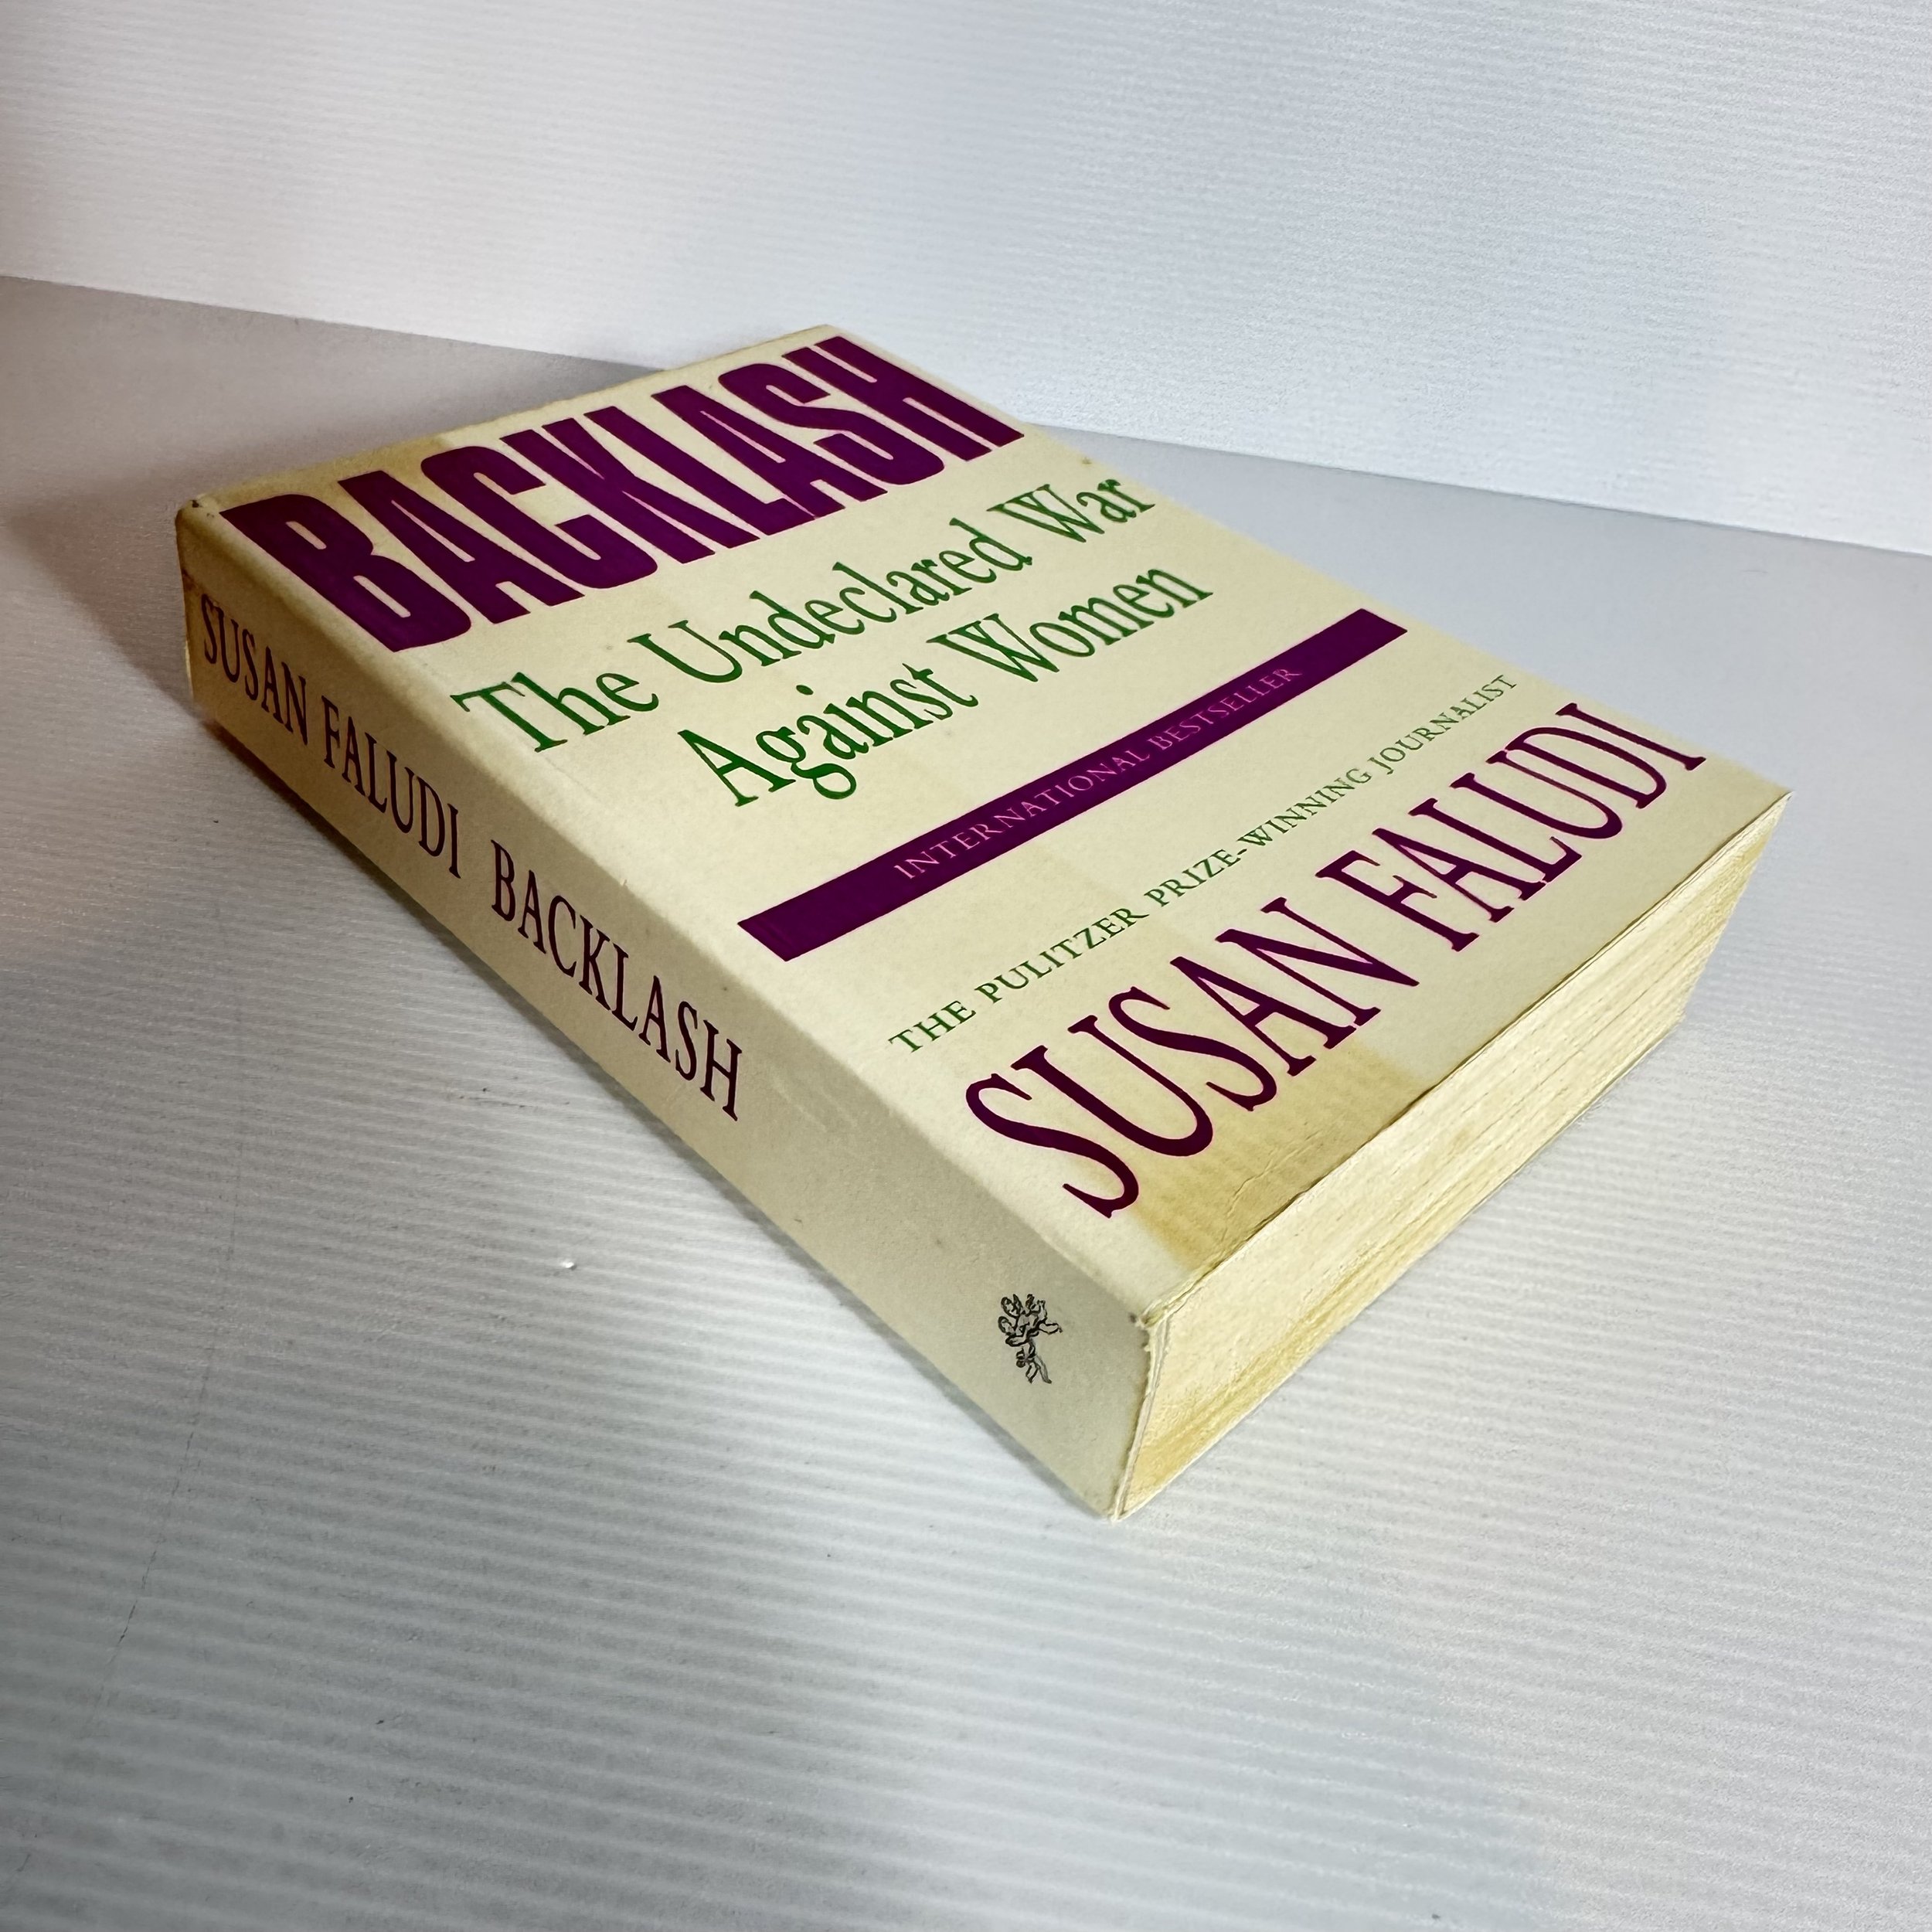 BACKLASH
The Undeclared War
Against Women
INTERNATIONAL BESTSELLER
THE PULITZER PRIZE-WINNING JOURNALIST
SUSAN FALUDI
SUSAN FALUDI BACKLASH